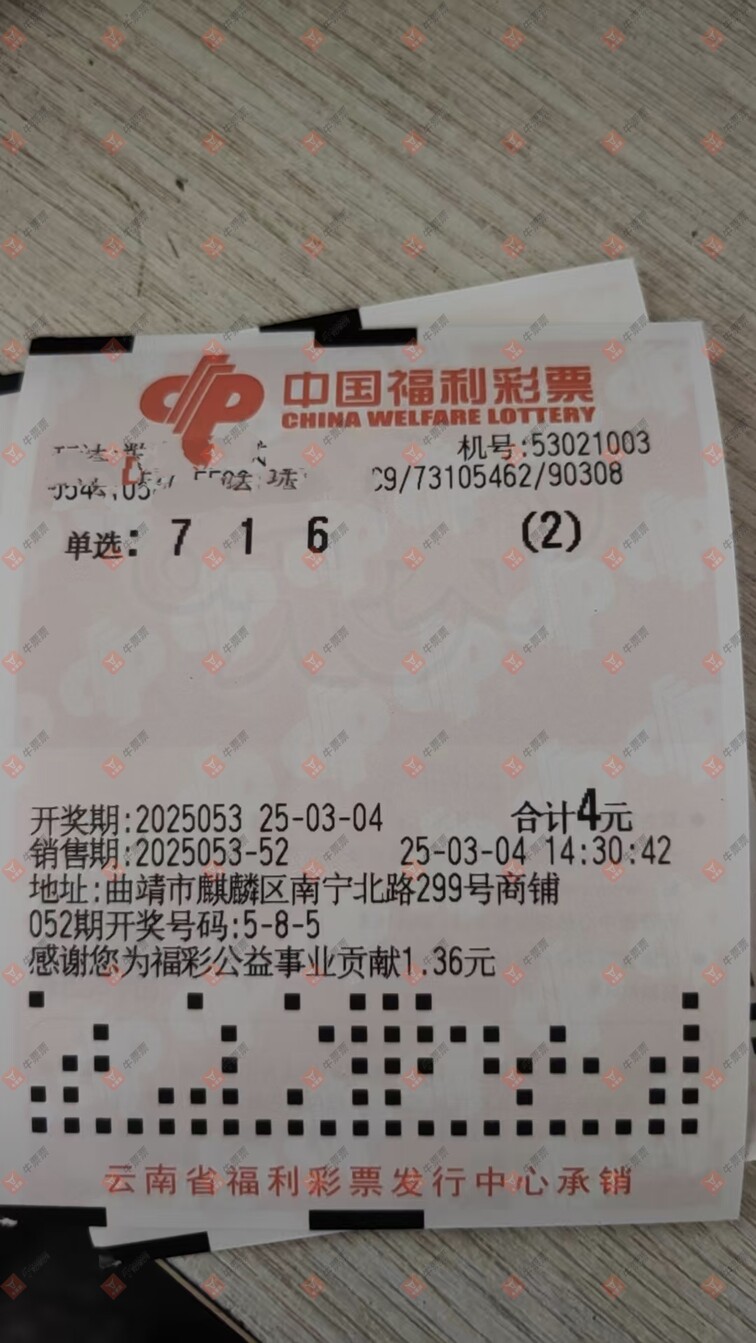 中国福利彩票
CHINA WELFARE LOTTERY
机号:53021003
C9/73105462/90308
单选: 7 1 6 (2)
开奖期:2025053 25-03-04 合计4元
销售期:2025053-52 25-03-04 14:30:42
地址:曲靖市麒麟区南宁北路299号商铺
052期开奖号码:5-8-5
感谢您为福彩公益事业贡献1.36元
云南省福利彩票发行中心承销
牛票票